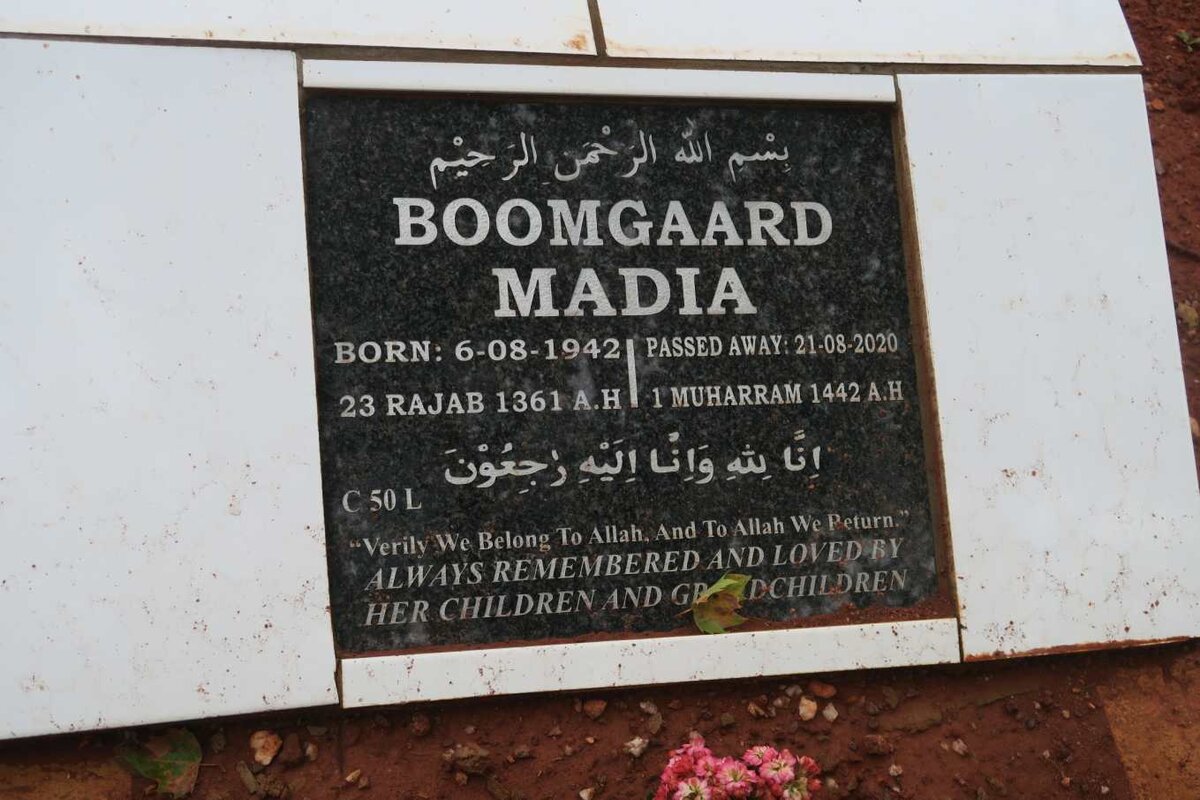 بِسْمِ اللّٰهِ الرَحْمٰنِ الرَحِيْمِ
BOOMGAARD
MADIA
BORN: 6-08-1942 PASSED AWAY: 21-08-2020
23 RAJAB 1361 A.H 1 MUHARRAM 1442 A.H
اِنَّا لِلّٰهِ وَاِنَّا اِلَيْهِ رٰجِعُوْنَ
C 50 L
"Verily We Belong To Allah, And To Allah We Return."
ALWAYS REMEMBERED AND LOVED BY
HER CHILDREN AND GRANDCHILDREN